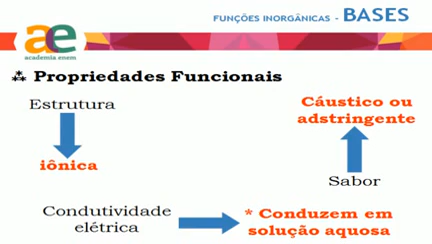 FUNÇÕES INORGÂNICAS - BASES
ae
academia enem
⁂ Propriedades Funcionais
Estrutura
iônica
Cáustico ou
adstringente
Sabor
Condutividade
elétrica
* Conduzem em
solução aquosa